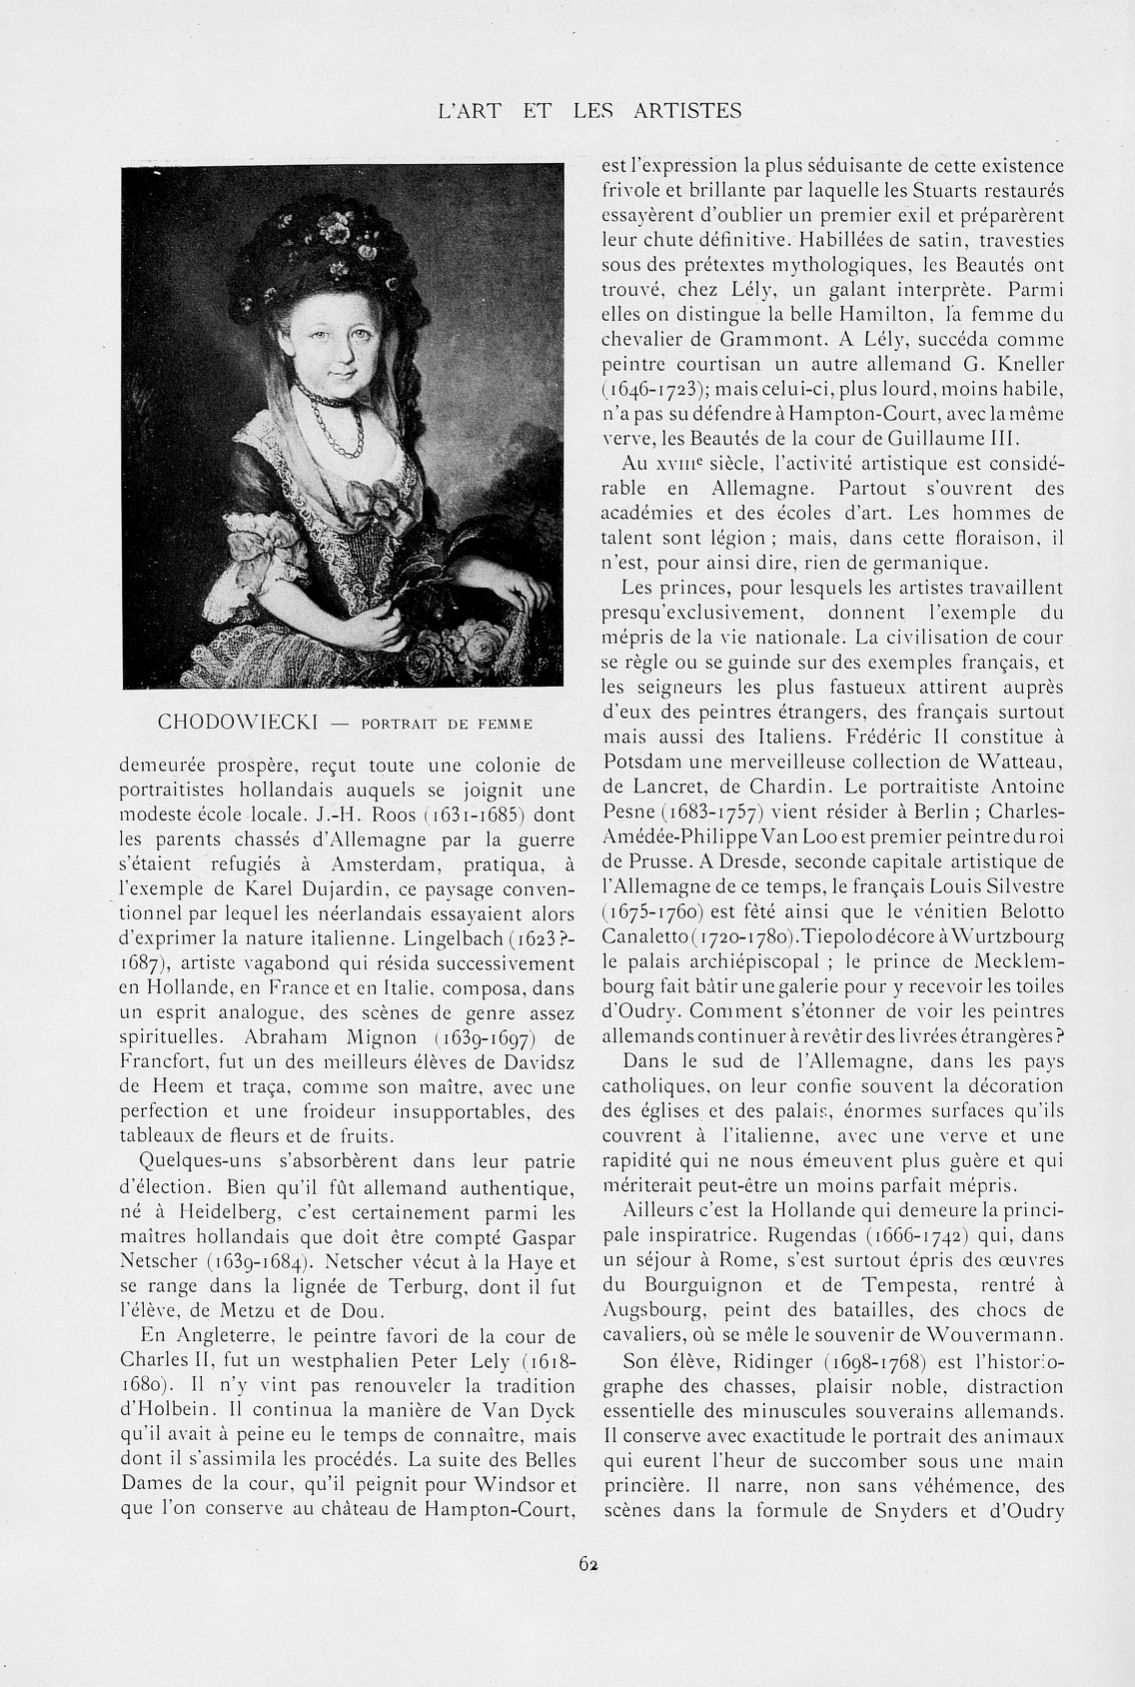 L'ART ET LES ARTISTES
CHODOWIECKI — PORTRAIT DE FEMME
demeurée prospère, reçut toute une colonie de
portraitistes hollandais auquels se joignit une
modeste école locale. J.-H. Roos (1631-1685) dont
les parents chassés d'Allemagne par la guerre
s'étaient refugiés à Amsterdam, pratiqua, à
l'exemple de Karel Dujardin, ce paysage conven-
tionnel par lequel les néerlandais essayaient alors
d'exprimer la nature italienne. Lingelbach (1623?-
1687), artiste vagabond qui résida successivement
en Hollande, en France et en Italie, composa, dans
un esprit analogue, des scènes de genre assez
spirituelles. Abraham Mignon (1639-1697) de
Francfort, fut un des meilleurs élèves de Davidsz
de Heem et traça, comme son maître, avec une
perfection et une froideur insupportables, des
tableaux de fleurs et de fruits.
Quelques-uns s'absorbèrent dans leur patrie
d'élection. Bien qu'il fût allemand authentique,
né à Heidelberg, c'est certainement parmi les
maîtres hollandais que doit être compté Gaspar
Netscher (1639-1684). Netscher vécut à la Haye et
se range dans la lignée de Terburg, dont il fut
l'élève, de Metzu et de Dou.
En Angleterre, le peintre favori de la cour de
Charles II, fut un westphalien Peter Lely (1618-
1680). Il n'y vint pas renouveler la tradition
d'Holbein. Il continua la manière de Van Dyck
qu'il avait à peine eu le temps de connaître, mais
dont il s'assimila les procédés. La suite des Belles
Dames de la cour, qu'il peignit pour Windsor et
que l'on conserve au château de Hampton-Court,
est l'expression la plus séduisante de cette existence
frivole et brillante par laquelle les Stuarts restaurés
essayèrent d'oublier un premier exil et préparèrent
leur chute définitive. Habillées de satin, travesties
sous des prétextes mythologiques, les Beautés ont
trouvé, chez Lély, un galant interprète. Parmi
elles on distingue la belle Hamilton, la femme du
chevalier de Grammont. A Lély, succéda comme
peintre courtisan un autre allemand G. Kneller
(1646-1723); mais celui-ci, plus lourd, moins habile,
n'a pas su défendre à Hampton-Court, avec la même
verve, les Beautés de la cour de Guillaume III.
Au XVIIIe siècle, l'activité artistique est considé-
rable en Allemagne. Partout s'ouvrent des
académies et des écoles d'art. Les hommes de
talent sont légion ; mais, dans cette floraison, il
n'est, pour ainsi dire, rien de germanique.
Les princes, pour lesquels les artistes travaillent
presqu'exclusivement, donnent l'exemple du
mépris de la vie nationale. La civilisation de cour
se règle ou se guinde sur des exemples français, et
les seigneurs les plus fastueux attirent auprès
d'eux des peintres étrangers, des français surtout
mais aussi des Italiens. Frédéric II constitue à
Potsdam une merveilleuse collection de Watteau,
de Lancret, de Chardin. Le portraitiste Antoine
Pesne (1683-1757) vient résider à Berlin ; Charles-
Amédée-Philippe Van Loo est premier peintre du roi
de Prusse. A Dresde, seconde capitale artistique de
l'Allemagne de ce temps, le français Louis Silvestre
(1675-1760) est fêté ainsi que le vénitien Belotto
Canaletto (1720-1780). Tiepolo décore à Wurtzbourg
le palais archiépiscopal ; le prince de Mecklem-
bourg fait bâtir une galerie pour y recevoir les toiles
d'Oudry. Comment s'étonner de voir les peintres
allemands continuer à revêtir des livrées étrangères?
Dans le sud de l'Allemagne, dans les pays
catholiques, on leur confie souvent la décoration
des églises et des palais, énormes surfaces qu'ils
couvrent à l'italienne, avec une verve et une
rapidité qui ne nous émeuvent plus guère et qui
mériterait peut-être un moins parfait mépris.
Ailleurs c'est la Hollande qui demeure la princi-
pale inspiratrice. Rugendas (1666-1742) qui, dans
un séjour à Rome, s'est surtout épris des œuvres
du Bourguignon et de Tempesta, rentré à
Augsbourg, peint des batailles, des chocs de
cavaliers, où se mêle le souvenir de Wouvermann.
Son élève, Ridinger (1698-1768) est l'historio-
graphe des chasses, plaisir noble, distraction
essentielle des minuscules souverains allemands.
Il conserve avec exactitude le portrait des animaux
qui eurent l'heur de succomber sous une main
princière. Il narre, non sans véhémence, des
scènes dans la formule de Snyders et d'Oudry
62